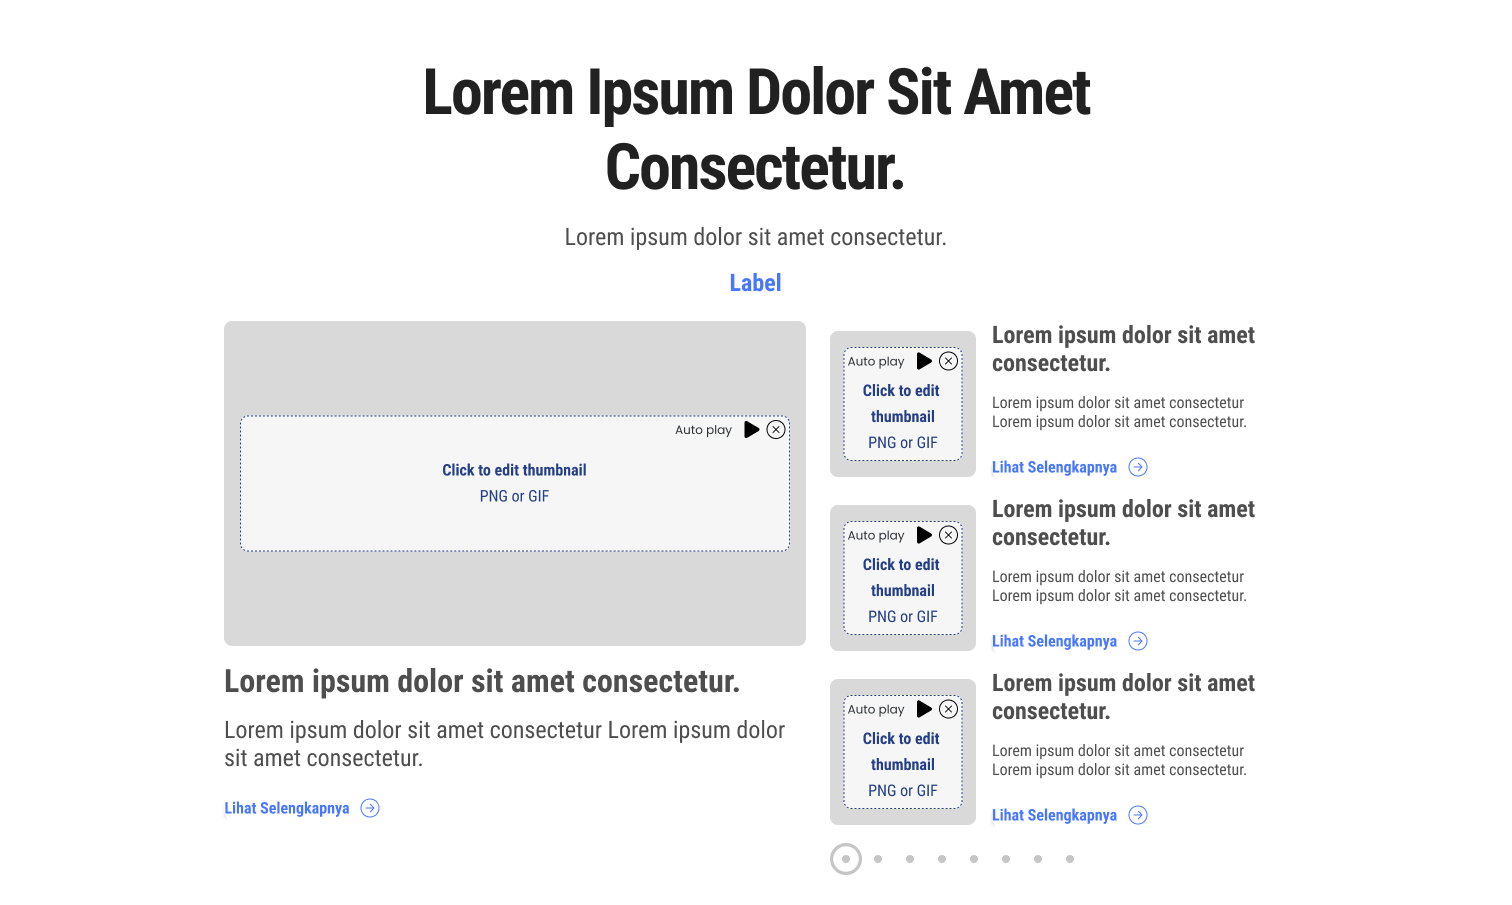 Lorem Ipsum Dolor Sit Amet
Consectetur.
Lorem ipsum dolor sit amet consectetur.
Label
Auto play
Click to edit thumbnail
PNG or GIF
Lorem ipsum dolor sit amet consectetur.
Lorem ipsum dolor sit amet consectetur Lorem ipsum dolor
sit amet consectetur.
Lihat Selengkapnya
Auto play
Click to edit
thumbnail
PNG or GIF
Lorem ipsum dolor sit amet
consectetur.
Lorem ipsum dolor sit amet consectetur
Lorem ipsum dolor sit amet consectetur.
Lihat Selengkapnya
Auto play
Click to edit
thumbnail
PNG or GIF
Lorem ipsum dolor sit amet
consectetur.
Lorem ipsum dolor sit amet consectetur
Lorem ipsum dolor sit amet consectetur.
Lihat Selengkapnya
Auto play
Click to edit
thumbnail
PNG or GIF
Lorem ipsum dolor sit amet
consectetur.
Lorem ipsum dolor sit amet consectetur
Lorem ipsum dolor sit amet consectetur.
Lihat Selengkapnya